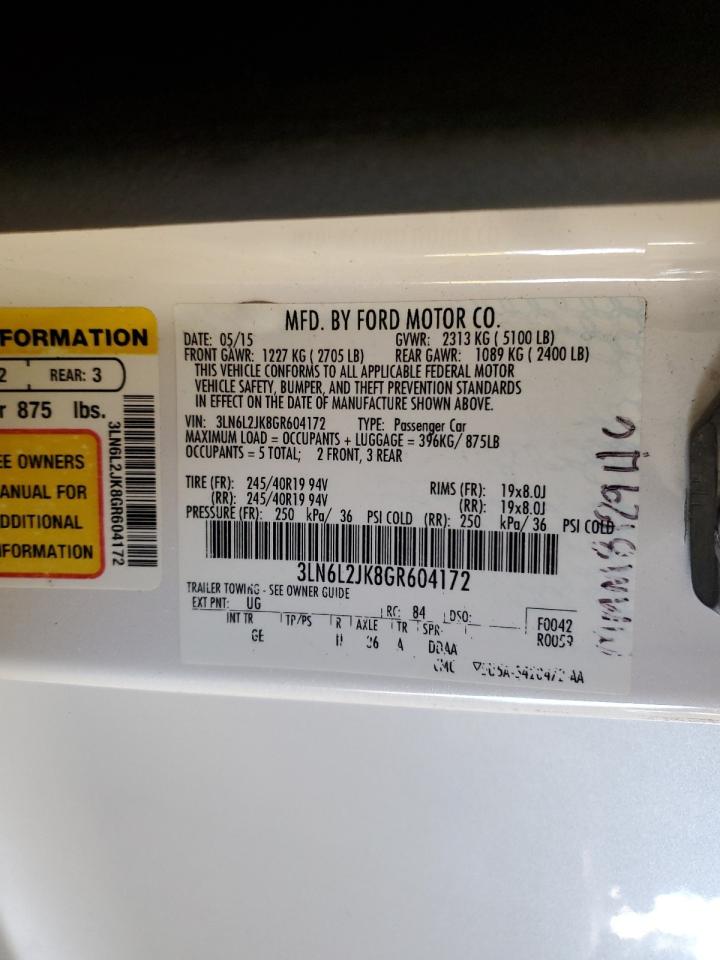 FORMATION
2 REAR: 3
r 875 lbs.
EE OWNERS
ANUAL FOR
DDITIONAL
NFORMATION
3LN6L2JK8GR604172
MFD. BY FORD MOTOR CO.
DATE: 05/15 GVWR: 2313 KG ( 5100 LB)
FRONT GAWR: 1227 KG ( 2705 LB) REAR GAWR: 1089 KG ( 2400 LB)
THIS VEHICLE CONFORMS TO ALL APPLICABLE FEDERAL MOTOR
VEHICLE SAFETY, BUMPER, AND THEFT PREVENTION STANDARDS
IN EFFECT ON THE DATE OF MANUFACTURE SHOWN ABOVE.
VIN: 3LN6L2JK8GR604172 TYPE: Passenger Car
MAXIMUM LOAD = OCCUPANTS + LUGGAGE = 396KG/ 875LB
OCCUPANTS = 5 TOTAL; 2 FRONT, 3 REAR
TIRE (FR): 245/40R19 94V RIMS (FR): 19x8.0J
(RR): 245/40R19 94V (RR): 19x8.0J
PRESSURE (FR): 250 kPa/ 36 PSI COLD (RR): 250 kPa/ 36 PSI COLD
3LN6L2JK8GR604172
TRAILER TOWING - SEE OWNER GUIDE
EXT PNT: UG RC: 84 DSO: F0042
INT TR TP/PS R AXLE TR SPR R0059
GE 36 4 DDAA